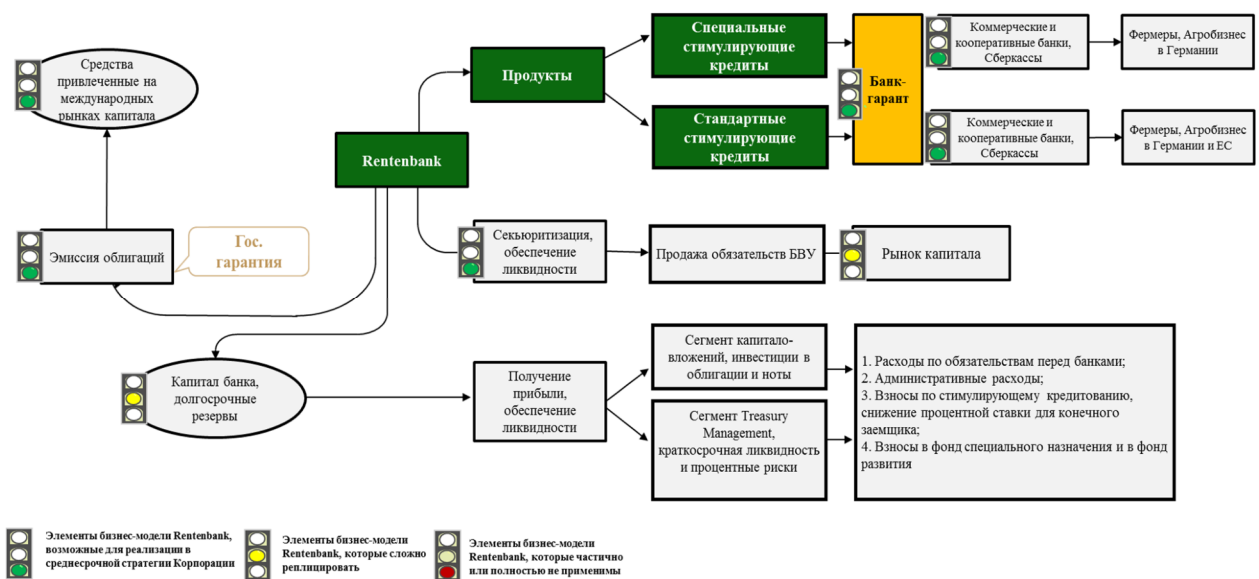 Средства
привлеченные на
международных
рынках капитала
Эмиссия облигаций
Гос.
гарантия
Rentenbank
Продукты
Специальные
стимулирующие
кредиты
Стандартные
стимулирующие
кредиты
Банк-
гарант
Коммерческие и
кооперативные банки,
Сберкассы
Фермеры, Агробизнес
в Германии
Коммерческие и
кооперативные банки,
Сберкассы
Фермеры, Агробизнес
в Германии и ЕС
Секьюритизация,
обеспечение
ликвидности
Продажа обязательств БВУ
Рынок капитала
Капитал банка,
долгосрочные
резервы
Получение
прибыли,
обеспечение
ликвидности
Сегмент капитало-
вложений, инвестиции в
облигации и ноты
Сегмент Treasury
Management,
краткосрочная ликвидность
и процентные риски
1. Расходы по обязательствам перед банками;
2. Административные расходы;
3. Взносы по стимулирующему кредитованию,
снижение процентной ставки для конечного
заемщика;
4. Взносы в фонд специального назначения и в фонд
развития
Элементы бизнес-модели Rentenbank,
возможные для реализации в
среднесрочной стратегии Корпорации
Элементы бизнес-модели
Rentenbank, которые сложно
реплицировать
Элементы бизнес-модели
Rentenbank, которые частично
или полностью не применимы